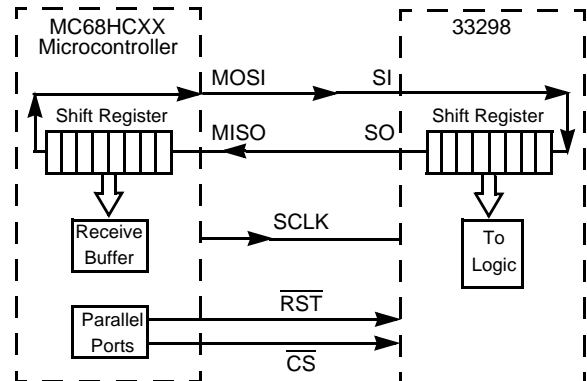 MC68HCXX
Microcontroller
33298
MOSI
SI
Shift Register
Shift Register
MISO
SO
SCLK
Receive
Buffer
To
Logic
RST
Parallel
Ports
CS